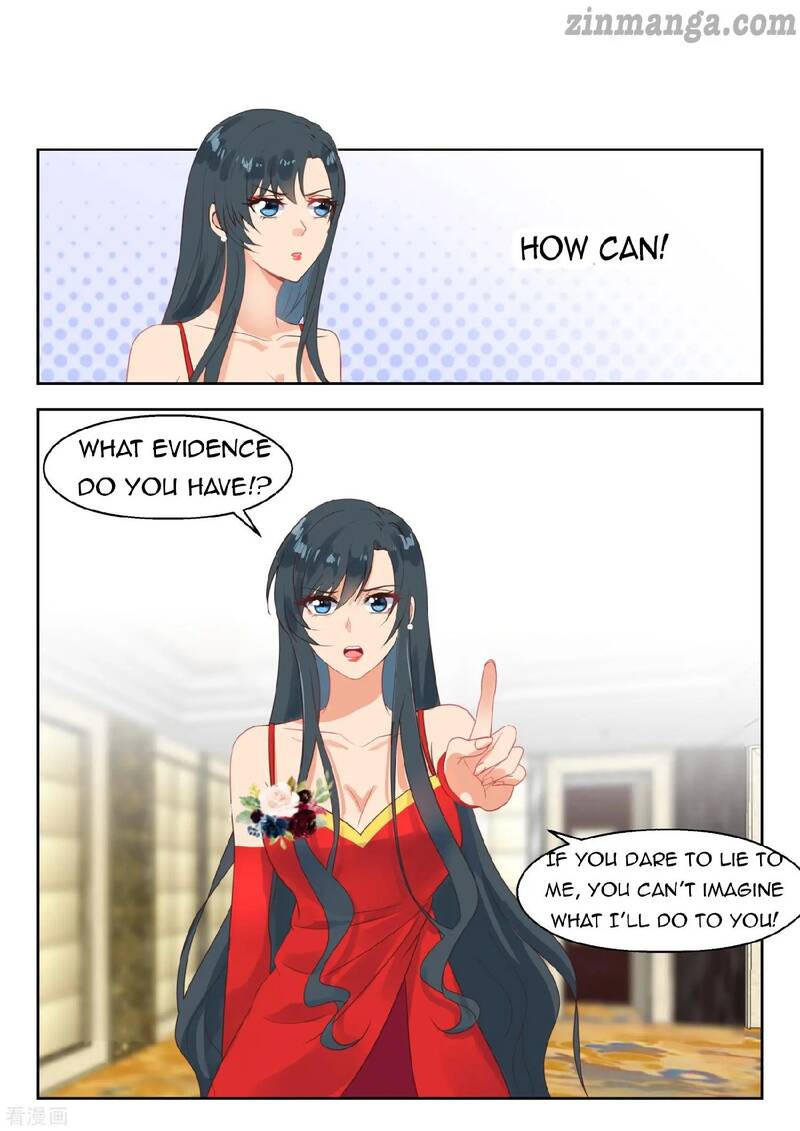 zinmanga.com
HOW CAN!
WHAT EVIDENCE
DO YOU HAVE!?
IF YOU DARE TO LIE TO
ME, YOU CAN'T IMAGINE
WHAT I'LL DO TO YOU!
看漫画